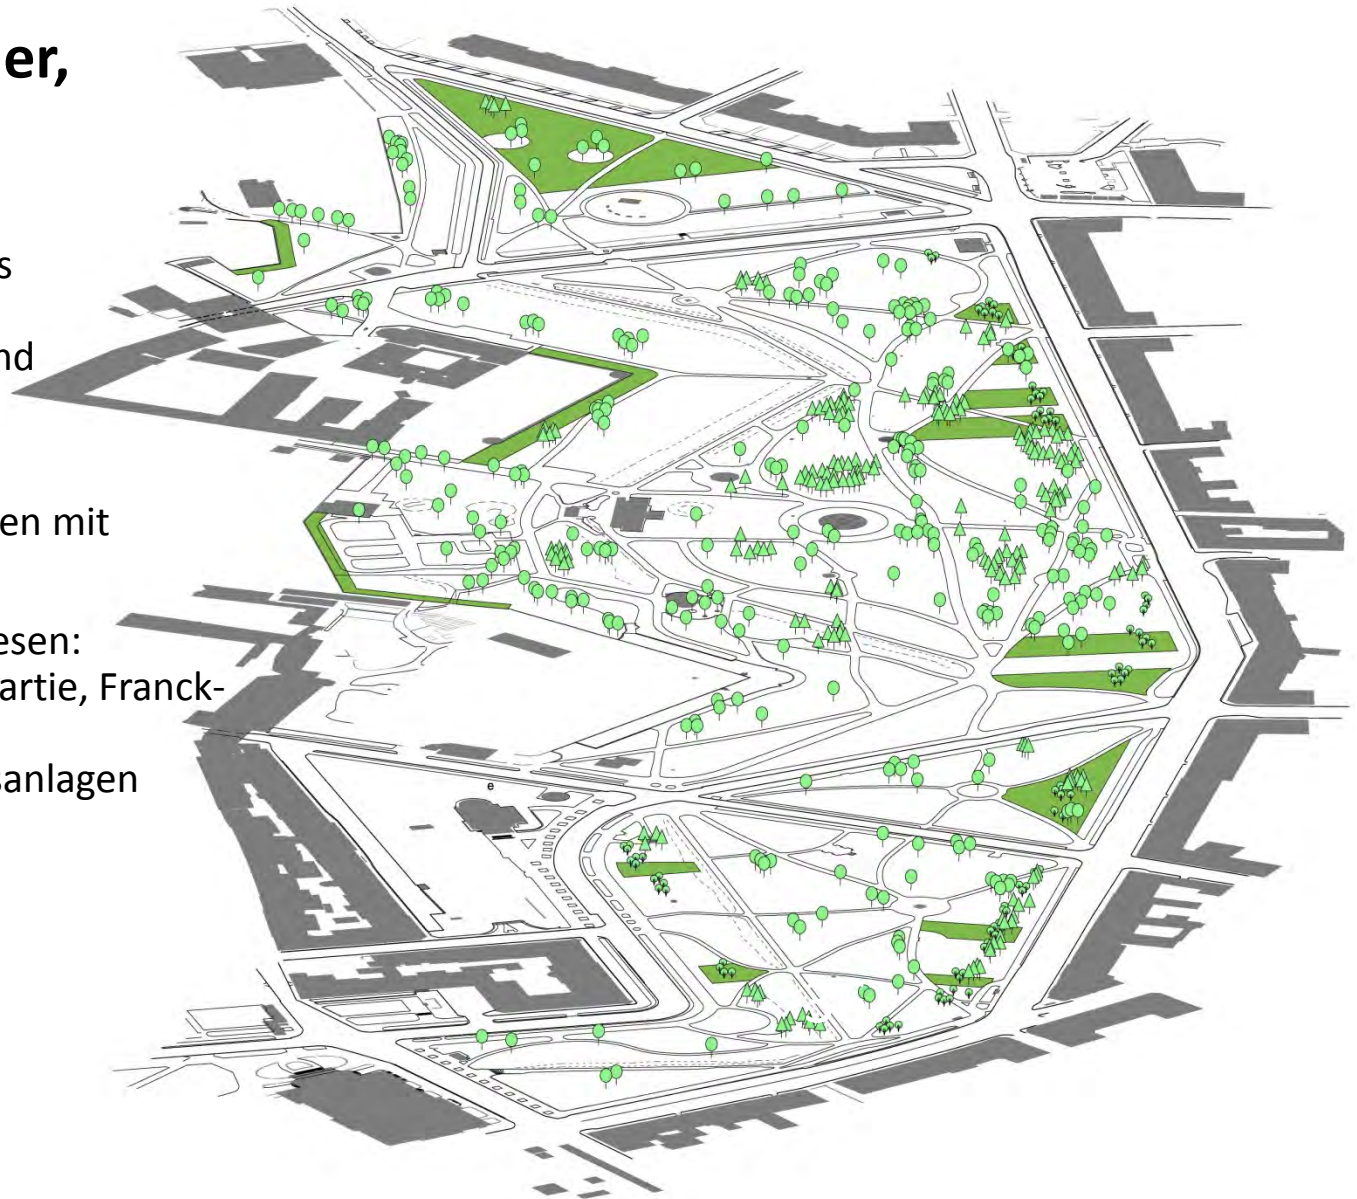 er,
s
nd
en mit
esen:
artie, Franck-
sanlagen
e